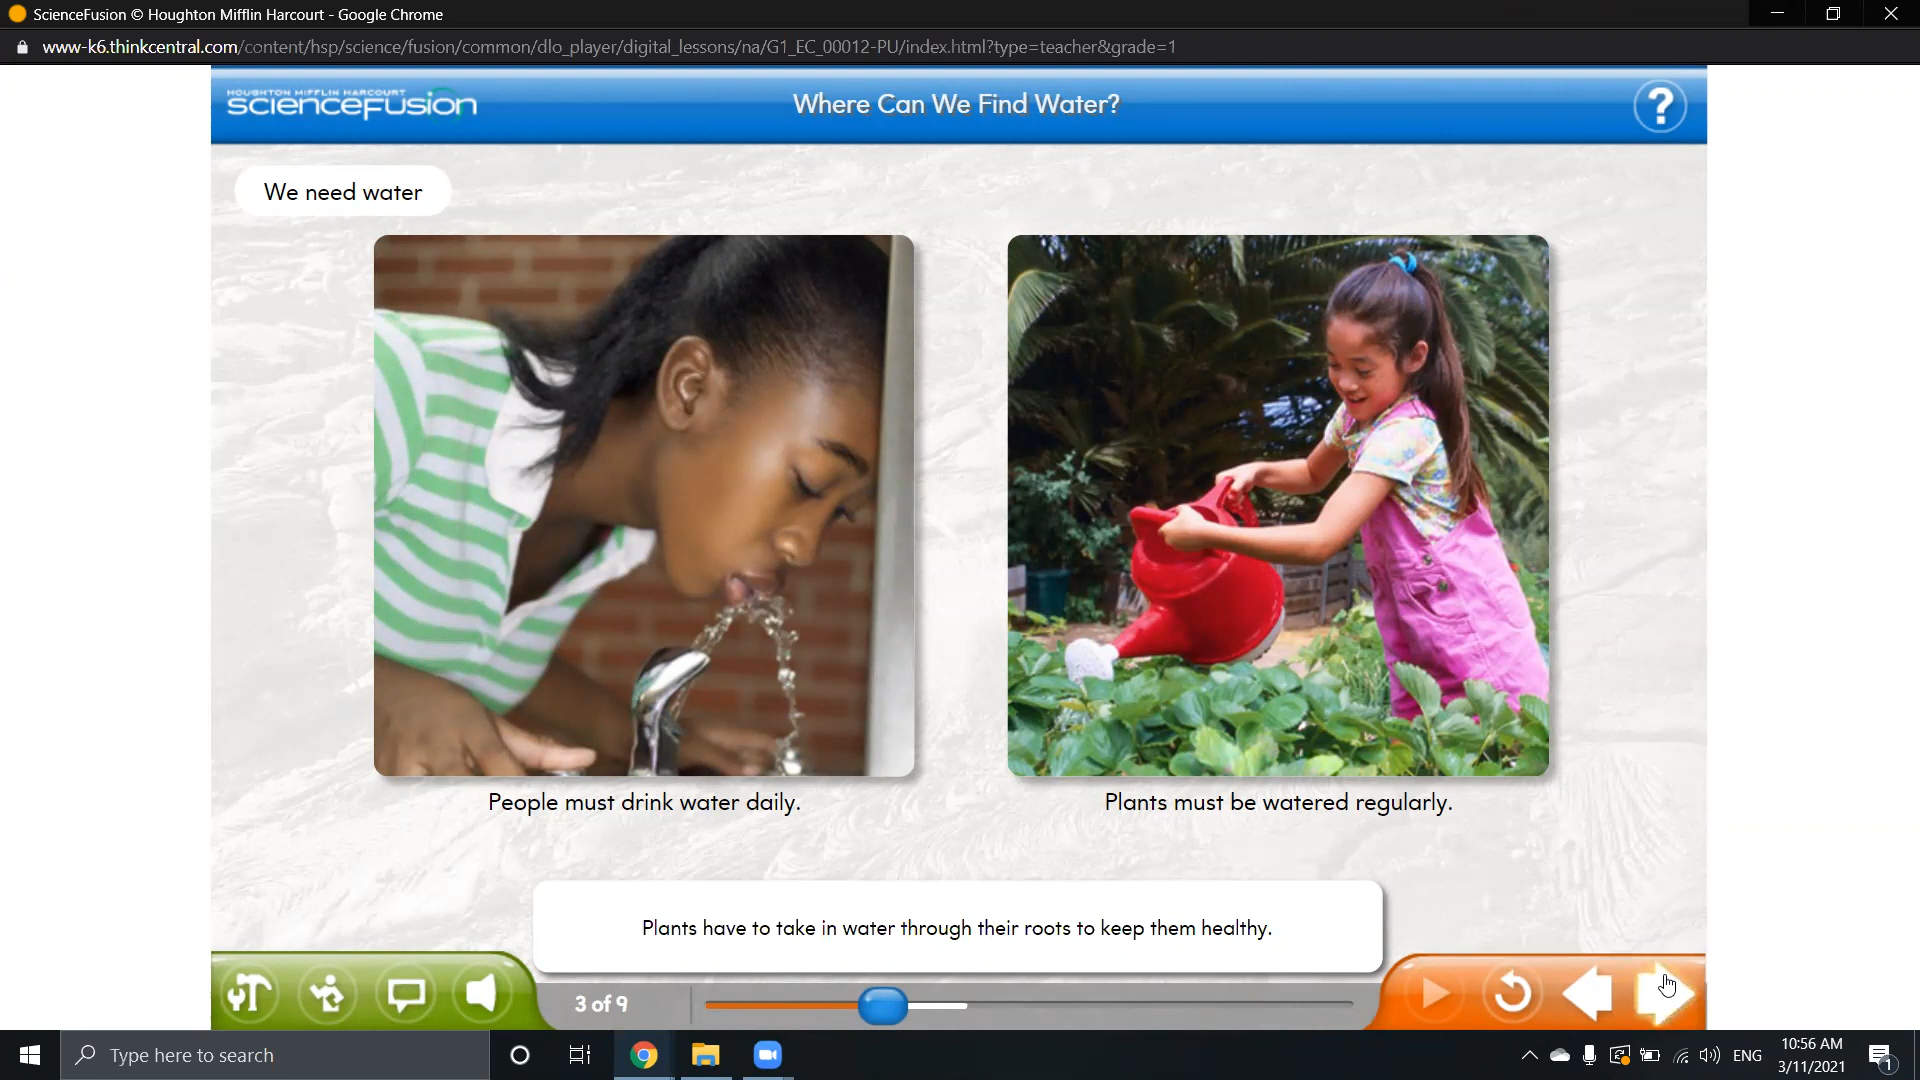 ScienceFusion © Houghton Mifflin Harcourt - Google Chrome
www-k6.thinkcentral.com/content/hsp/science/fusion/common/dlo_player/digital_lessons/na/G1_EC_00012-PU/index.html?type=teacher&grade=1
HOUGHTON MIFFLIN HARCOURT
scienceFusion
Where Can We Find Water?
?
We need water
People must drink water daily.
Plants must be watered regularly.
Plants have to take in water through their roots to keep them healthy.
3 of 9
Type here to search
ENG
10:56 AM
3/11/2021
1